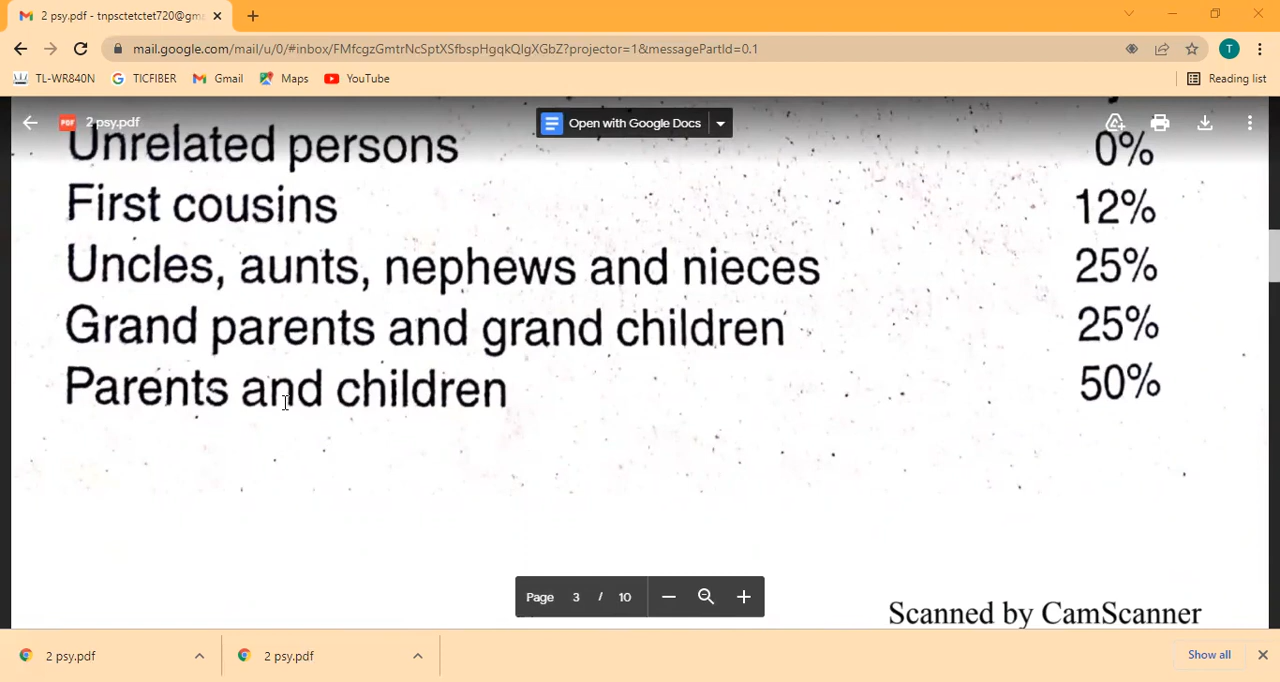 2 psy.pdf - tnpsctetctet720@gm
mail.google.com/mail/u/0/#inbox/FMfcgzGmtrNcSptXSfbspHgqkQlgXGbZ?projector=1&messagePartId=0.1
T
TL-WR840N
TICFIBER
Gmail
Maps
YouTube
Reading list
PDF
2 psy.pdf
Open with Google Docs
Unrelated persons 0%
First cousins 12%
Uncles, aunts, nephews and nieces 25%
Grand parents and grand children 25%
Parents and children 50%
Page 3 / 10
Scanned by CamScanner
2 psy.pdf
2 psy.pdf
Show all